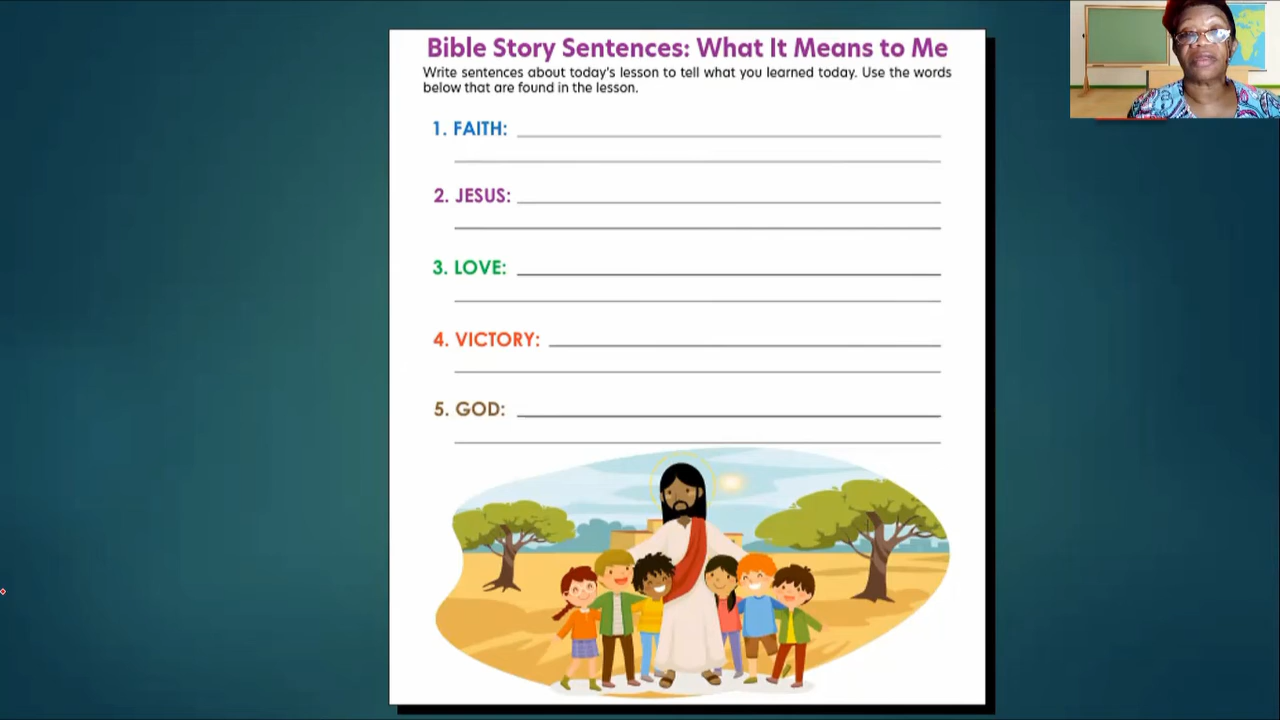 Bible Story Sentences: What It Means to Me
Write sentences about today's lesson to tell what you learned today. Use the words
below that are found in the lesson.
1. FAITH:
2. JESUS:
3. LOVE:
4. VICTORY:
5. GOD: